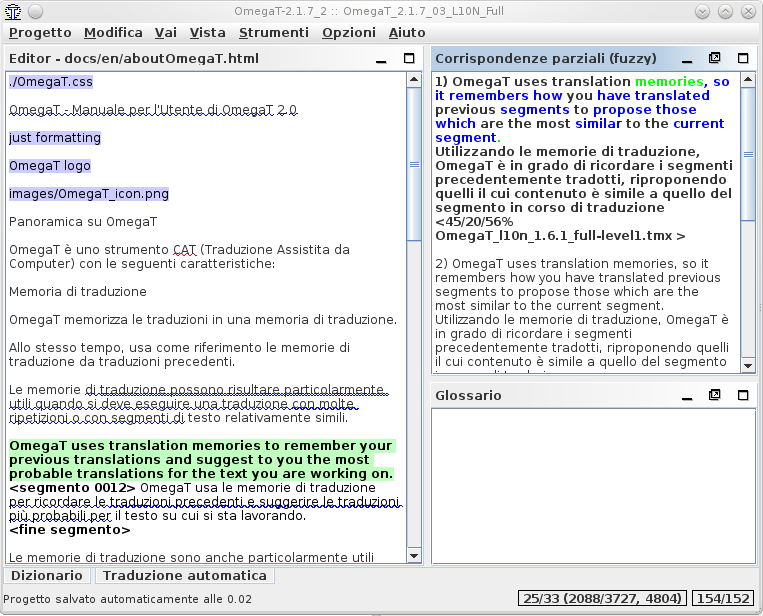 OmegaT-2.1.7_2 :: OmegaT_2.1.7_03_L10N_Full
Progetto Modifica Vai Vista Strumenti Opzioni Aiuto
Editor - docs/en/aboutOmegaT.html
./OmegaT.css
OmegaT - Manuale per l'Utente di OmegaT 2.0
just formatting
OmegaT logo
images/OmegaT_icon.png
Panoramica su OmegaT
OmegaT è uno strumento CAT (Traduzione Assistita da
Computer) con le seguenti caratteristiche:
Memoria di traduzione
OmegaT memorizza le traduzioni in una memoria di traduzione.
Allo stesso tempo, usa come riferimento le memorie di
traduzione da traduzioni precedenti.
Le memorie di traduzione possono risultare particolarmente
utili quando si deve eseguire una traduzione con molte
ripetizioni o con segmenti di testo relativamente simili.
OmegaT uses translation memories to remember your
previous translations and suggest to you the most
probable translations for the text you are working on.
<segmento 0012> OmegaT usa le memorie di traduzione
per ricordare le traduzioni precedenti e suggerire le traduzioni
più probabili per il testo su cui si sta lavorando.
<fine segmento>
Le memorie di traduzione sono anche particolarmente utili
Corrispondenze parziali (fuzzy)
1) OmegaT uses translation memories, so
it remembers how you have translated
previous segments to propose those
which are the most similar to the current
segment.
Utilizzando le memorie di traduzione,
OmegaT è in grado di ricordare i segmenti
precedentemente tradotti, riproponendo
quelli il cui contenuto è simile a quello del
segmento in corso di traduzione
<45/20/56%
OmegaT_l10n_1.6.1_full-level1.tmx >
2) OmegaT uses translation memories, so it
remembers how you have translated previous
segments to propose those which are the
most similar to the current segment.
Utilizzando le memorie di traduzione, OmegaT è
in grado di ricordare i segmenti
precedentemente tradotti, riproponendo quelli
il cui contenuto è simile a quello del segmento
Glossario
Dizionario Traduzione automatica
Progetto salvato automaticamente alle 0.02
25/33 (2088/3727, 4804) 154/152